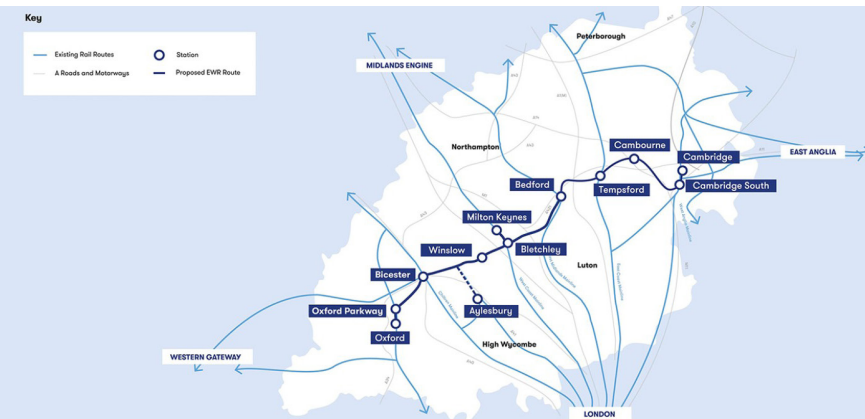 Key
Existing Rail Routes
Station
A Roads and Motorways
Proposed EWR Route
Peterborough
MIDLANDS ENGINE
Northampton
Cambourne
Cambridge
EAST ANGLIA
Bedford
Tempsford
Cambridge South
Milton Keynes
Winslow
Bletchley
Luton
Bicester
Oxford Parkway
Aylesbury
Oxford
High Wycombe
WESTERN GATEWAY
LONDON